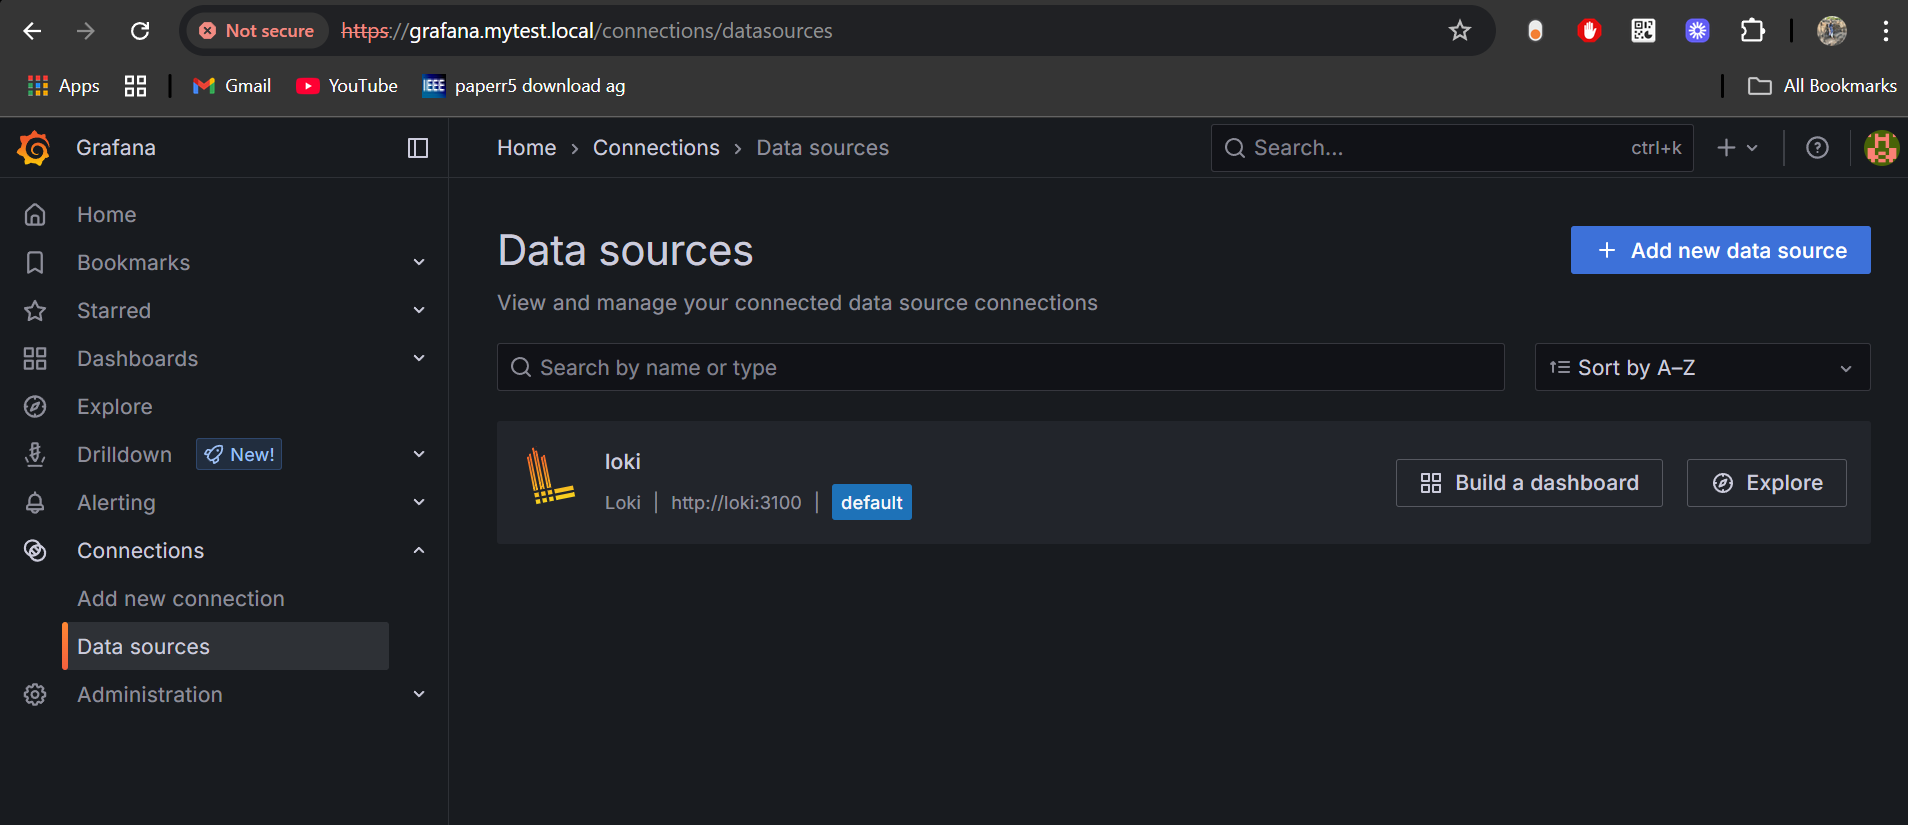 Not secure https://grafana.mytest.local/connections/datasources
Apps Gmail YouTube IEEE paperr5 download ag All Bookmarks
Grafana
Home › Connections › Data sources
Search... ctrl+k
Home
Bookmarks
Starred
Dashboards
Explore
Drilldown New!
Alerting
Connections
Add new connection
Data sources
Administration
Data sources
+ Add new data source
View and manage your connected data source connections
Search by name or type
Sort by A–Z
loki
Loki | http://loki:3100 | default
Build a dashboard
Explore